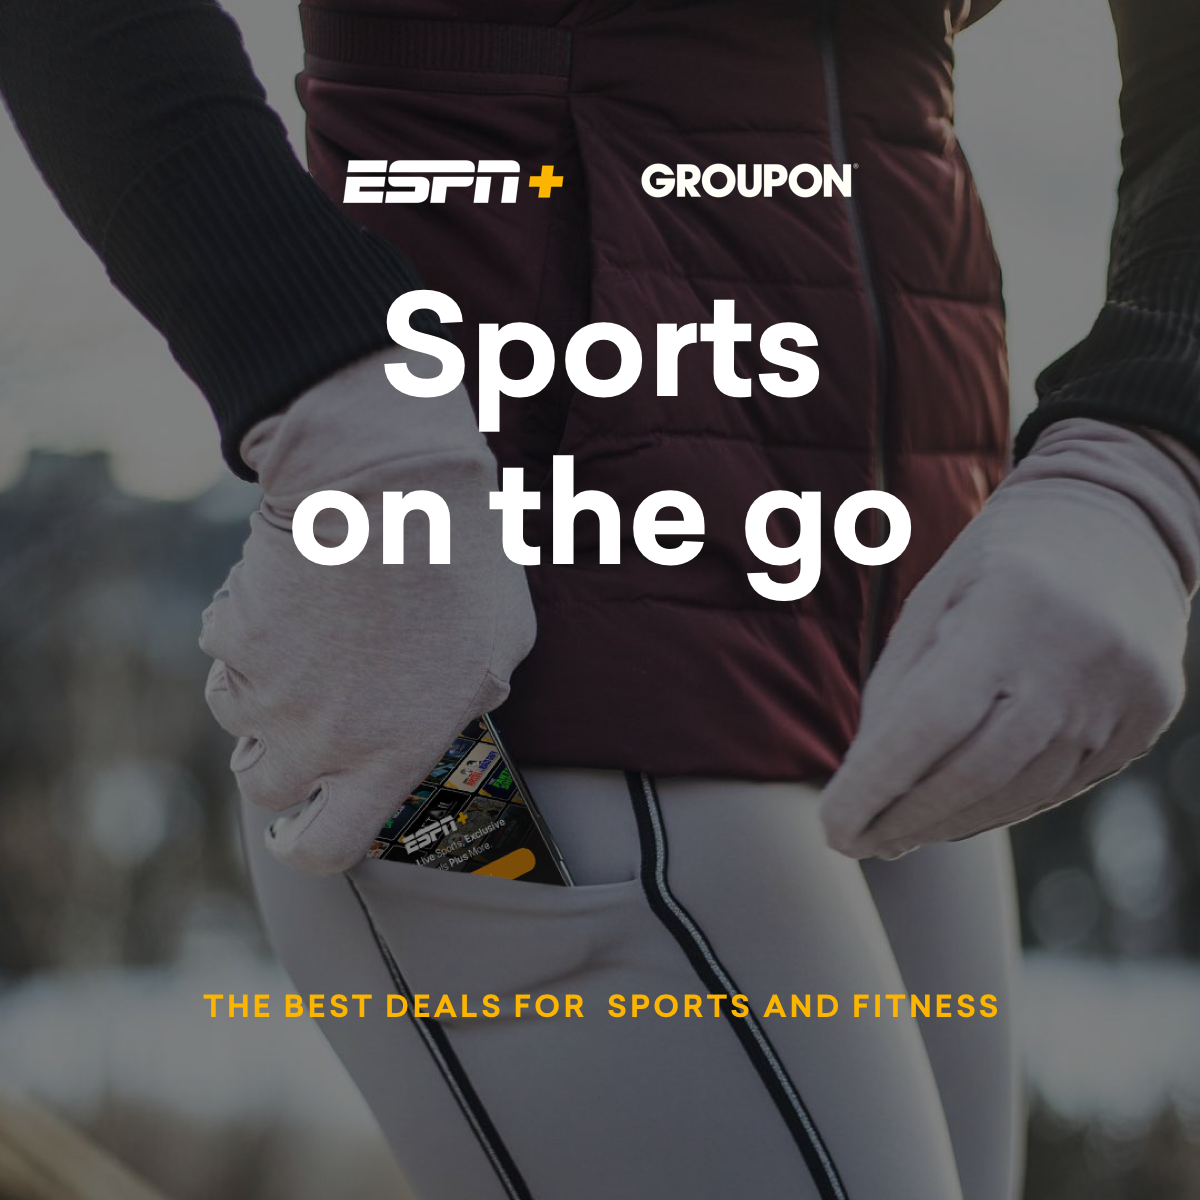 ESPN+ GROUPON®
Sports
on the go
ESPN+
Live Sports, Exclusive
Plus More.
THE BEST DEALS FOR SPORTS AND FITNESS